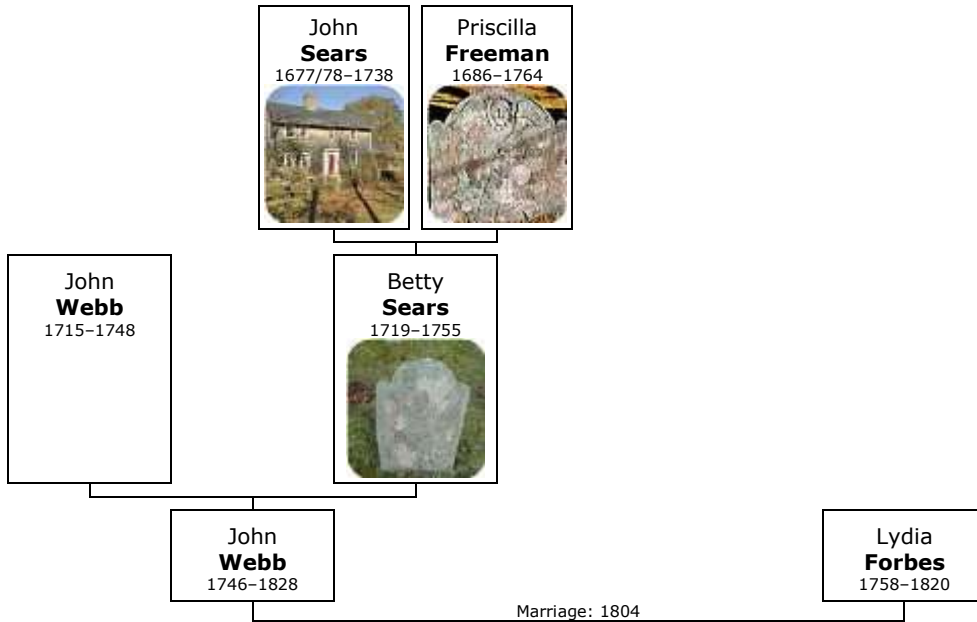 John
Sears
1677/78–1738
Priscilla
Freeman
1686–1764
John
Webb
1715–1748
Betty
Sears
1719–1755
John
Webb
1746–1828
Lydia
Forbes
1758–1820
Marriage: 1804